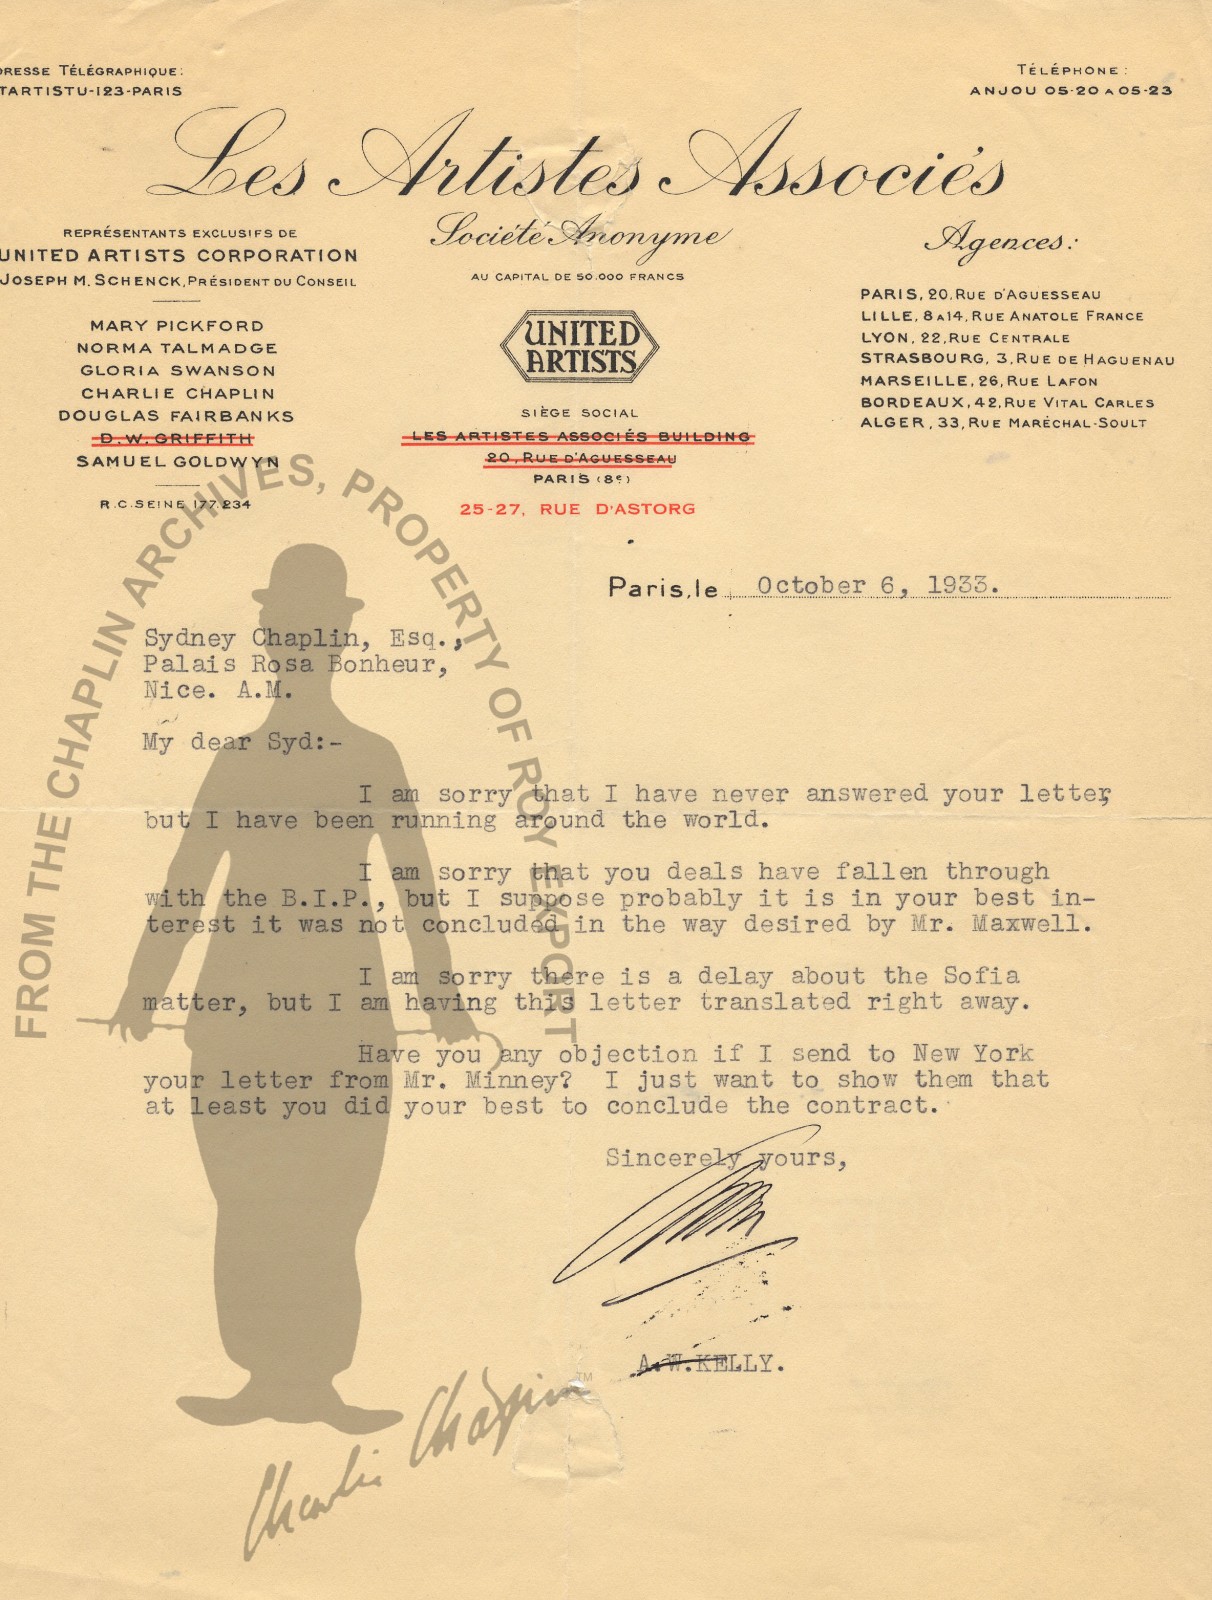 DRESSE TÉLÉGRAPHIQUE:
TARTISTU-123-PARIS
TÉLÉPHONE:
ANJOU 05-20 A 05-23
Les Artistes Associés
Société Anonyme
AU CAPITAL DE 50.000 FRANCS
REPRÉSENTANTS EXCLUSIFS DE
UNITED ARTISTS CORPORATION
JOSEPH M. SCHENCK, PRÉSIDENT DU CONSEIL
MARY PICKFORD
NORMA TALMADGE
GLORIA SWANSON
CHARLIE CHAPLIN
DOUGLAS FAIRBANKS
D.W. GRIFFITH
SAMUEL GOLDWYN
R.C. SEINE 177.234
UNITED
ARTISTS
SIÈGE SOCIAL
LES ARTISTES ASSOCIÉS BUILDING
20, RUE D'AGUESSEAU
PARIS (8e)
25-27, RUE D'ASTORG
Agences:
PARIS, 20, RUE D'AGUESSEAU
LILLE, 8 A 14, RUE ANATOLE FRANCE
LYON, 22, RUE CENTRALE
STRASBOURG, 3, RUE DE HAGUENAU
MARSEILLE, 26, RUE LAFON
BORDEAUX, 42, RUE VITAL CARLES
ALGER, 33, RUE MARÉCHAL-SOULT
Paris, le October 6, 1933.
Sydney Chaplin, Esq.,
Palais Rosa Bonheur,
Nice. A.M.
My dear Syd:-
I am sorry that I have never answered your letter,
but I have been running around the world.
I am sorry that you deals have fallen through
with the B.I.P., but I suppose probably it is in your best in-
terest it was not concluded in the way desired by Mr. Maxwell.
I am sorry there is a delay about the Sofia
matter, but I am having this letter translated right away.
Have you any objection if I send to New York
your letter from Mr. Minney? I just want to show them that
at least you did your best to conclude the contract.
Sincerely yours,
A.W.KELLY.
FROM THE CHAPLIN ARCHIVES, PROPERTY OF ROY EXPORT
Charlie Chaplin TM